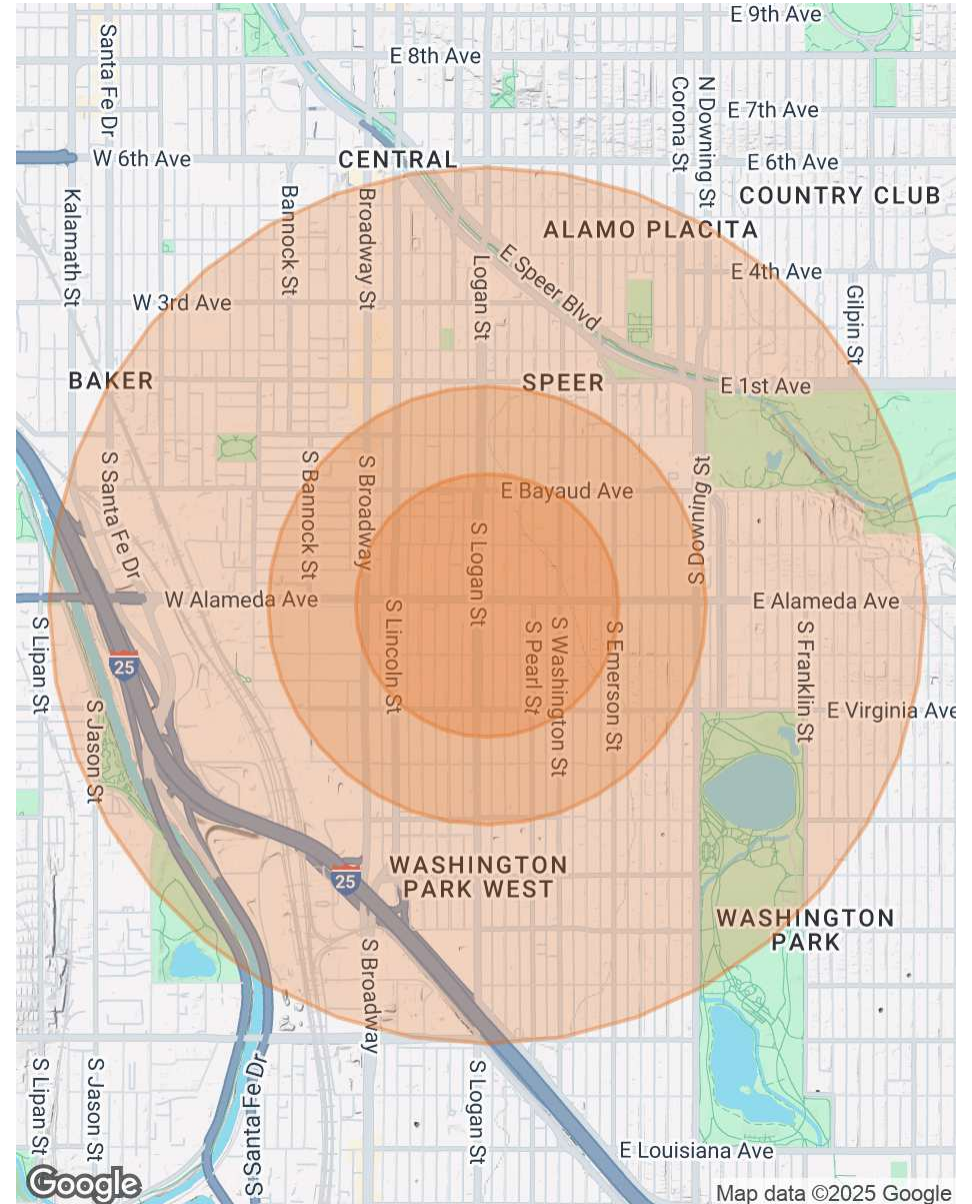 E 9th Ave
Santa Fe Dr
E 8th Ave
N Downing St
Corona St
E 7th Ave
W 6th Ave
CENTRAL
E 6th Ave
Kalamath St
Bannock St
Broadway St
COUNTRY CLUB
ALAMO PLACITA
Logan St
E Speer Blvd
E 4th Ave
Gilpin St
W 3rd Ave
BAKER
SPEER
E 1st Ave
S Santa Fe Dr
S Bannock St
S Broadway
E Bayaud Ave
S Downing St
S Logan St
W Alameda Ave
E Alameda Ave
S Lipan St
S Lincoln St
S Pearl St
S Washington St
S Emerson St
S Franklin St
25
S Jason St
E Virginia Ave
25
WASHINGTON
PARK WEST
WASHINGTON
PARK
S Broadway
S Lipan St
S Jason St
S Santa Fe Dr
S Logan St
E Louisiana Ave
Google
Map data ©2025 Google